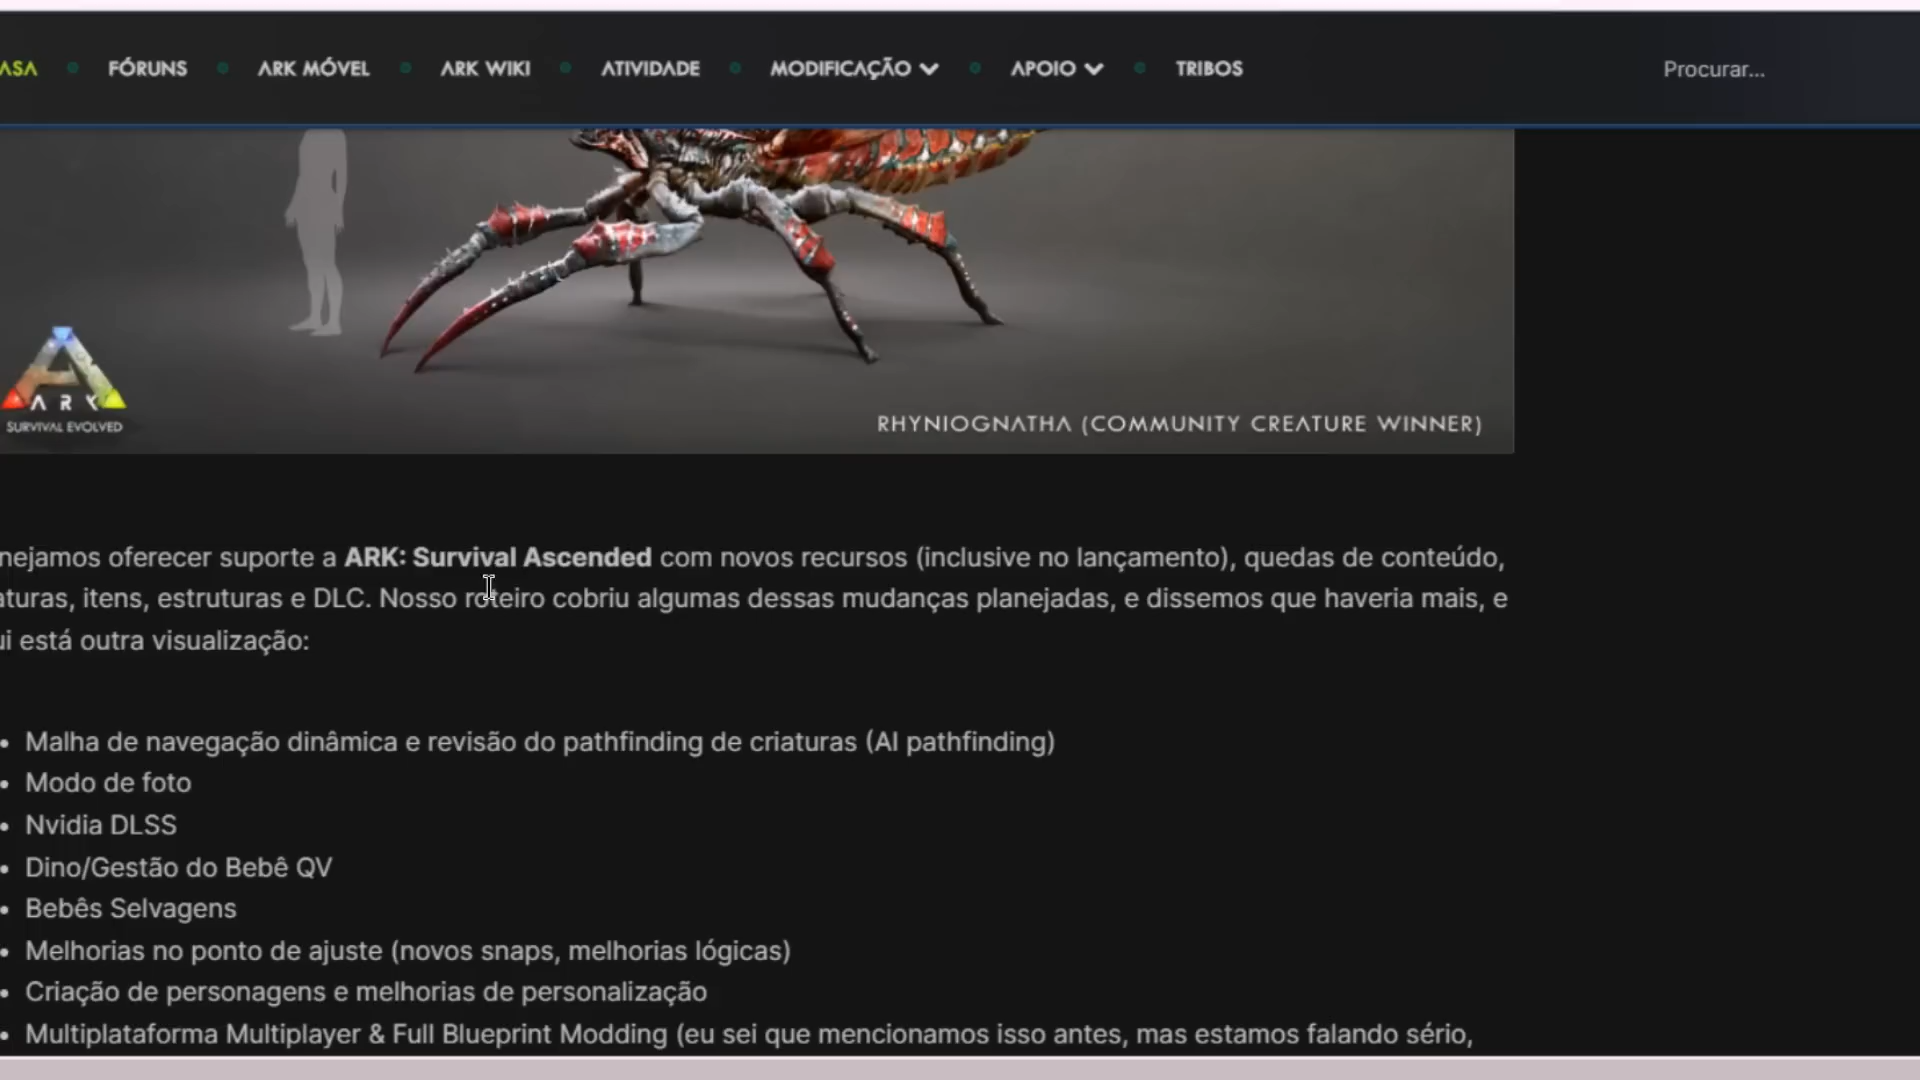 ASA FÓRUNS ARK MÓVEL ARK WIKI ATIVIDADE MODIFICAÇÃO APOIO TRIBOS Procurar...
ARK
SURVIVAL EVOLVED
RHYNIOGNATHA (COMMUNITY CREATURE WINNER)
nejamos oferecer suporte a ARK: Survival Ascended com novos recursos (inclusive no lançamento), quedas de conteúdo,
aturas, itens, estruturas e DLC. Nosso roteiro cobriu algumas dessas mudanças planejadas, e dissemos que haveria mais, e
ui está outra visualização:
• Malha de navegação dinâmica e revisão do pathfinding de criaturas (AI pathfinding)
• Modo de foto
• Nvidia DLSS
• Dino/Gestão do Bebê QV
• Bebês Selvagens
• Melhorias no ponto de ajuste (novos snaps, melhorias lógicas)
• Criação de personagens e melhorias de personalização
• Multiplataforma Multiplayer & Full Blueprint Modding (eu sei que mencionamos isso antes, mas estamos falando sério,